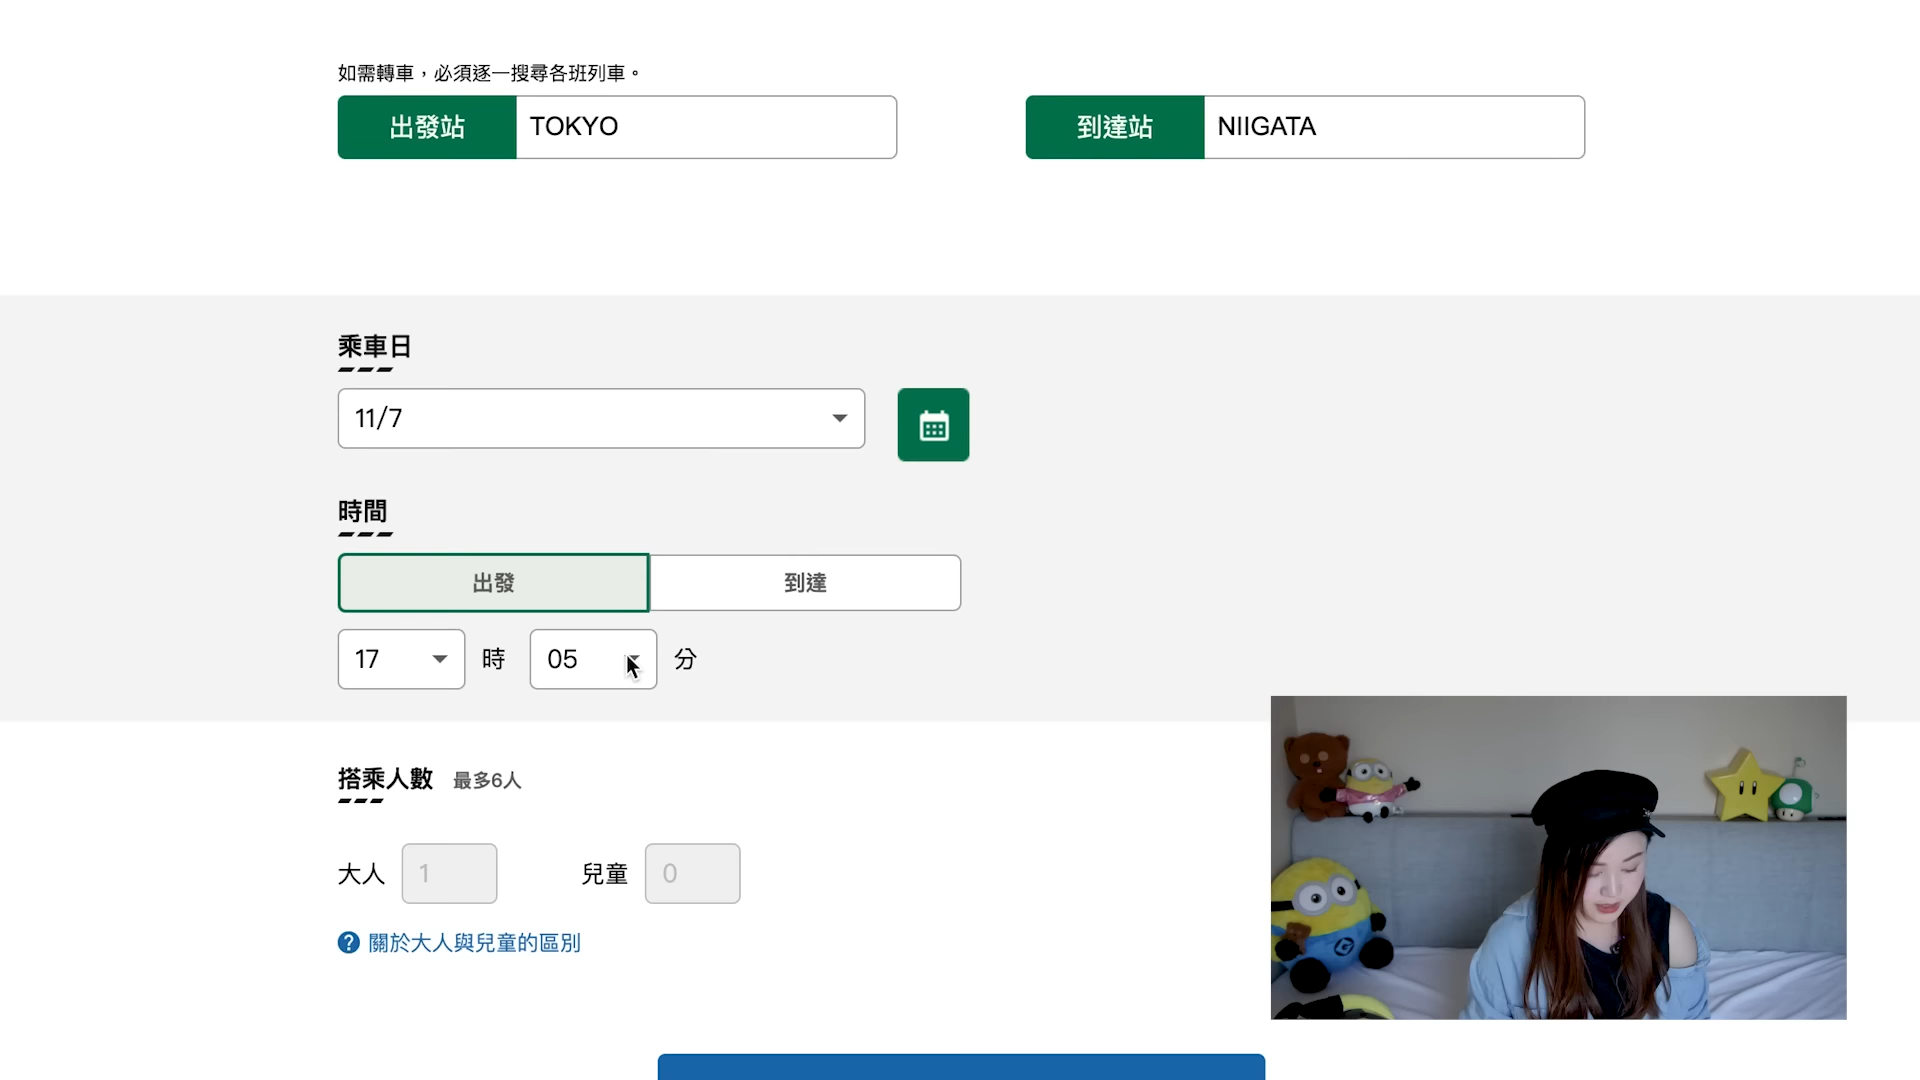 如需轉車，必須逐一搜尋各班列車。
出發站 TOKYO
到達站 NIIGATA
乘車日
11/7
時間
出發 到達
17 時 05 分
搭乘人數 最多6人
大人 1 兒童 0
? 關於大人與兒童的區別